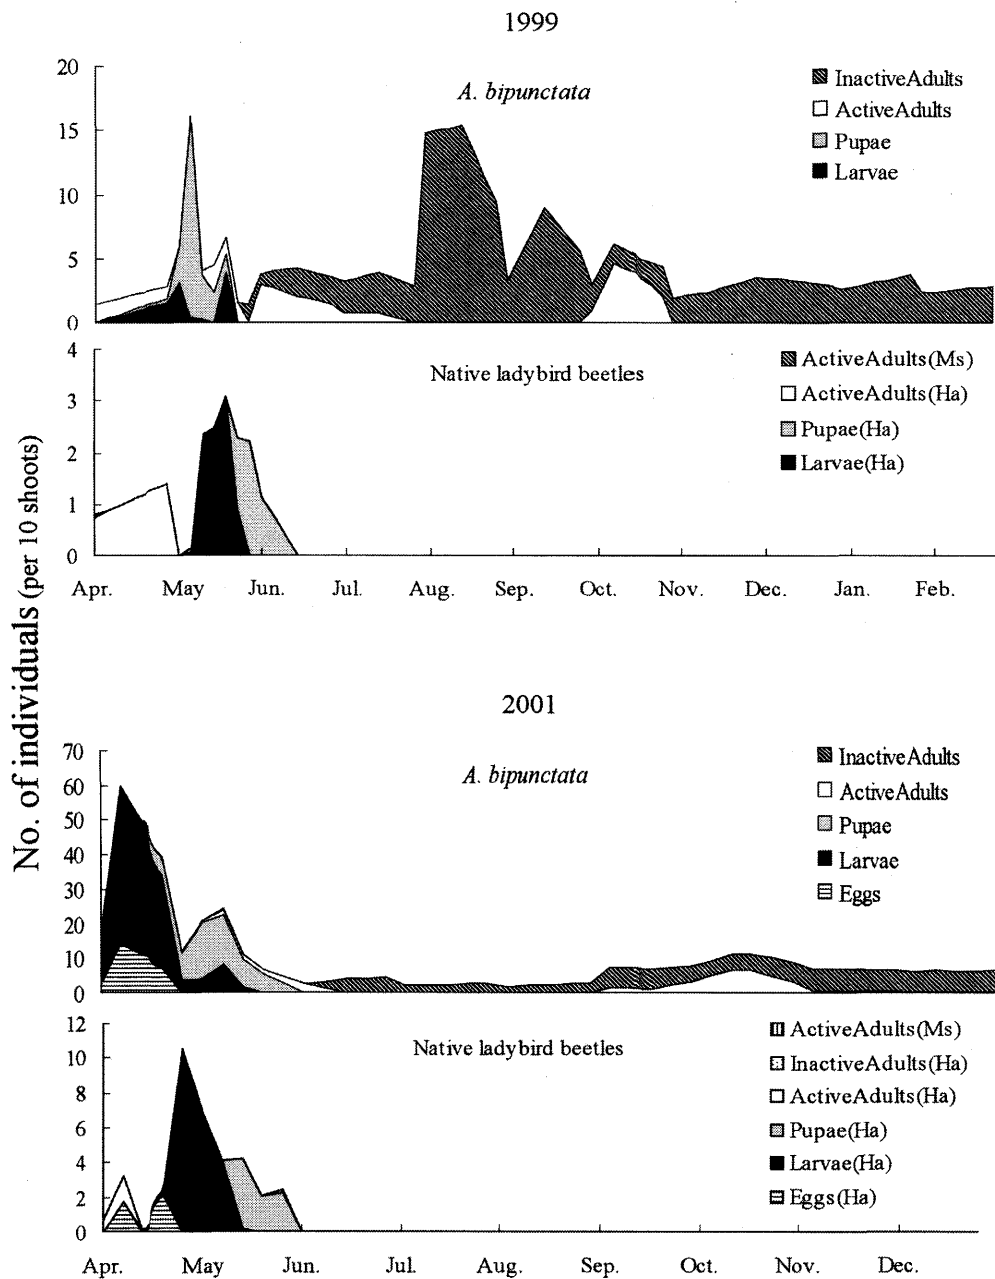 1999
20
15
10
5
0
A. bipunctata
InactiveAdults
ActiveAdults
Pupae
Larvae
4
3
2
1
0
Native ladybird beetles
ActiveAdults(Ms)
ActiveAdults(Ha)
Pupae(Ha)
Larvae(Ha)
Apr. May Jun. Jul. Aug. Sep. Oct. Nov. Dec. Jan. Feb.
No. of individuals (per 10 shoots)
2001
70
60
50
40
30
20
10
0
A. bipunctata
InactiveAdults
ActiveAdults
Pupae
Larvae
Eggs
12
10
8
6
4
2
0
Native ladybird beetles
ActiveAdults(Ms)
InactiveAdults(Ha)
ActiveAdults(Ha)
Pupae(Ha)
Larvae(Ha)
Eggs(Ha)
Apr. May Jun. Jul. Aug. Sep. Oct. Nov. Dec.